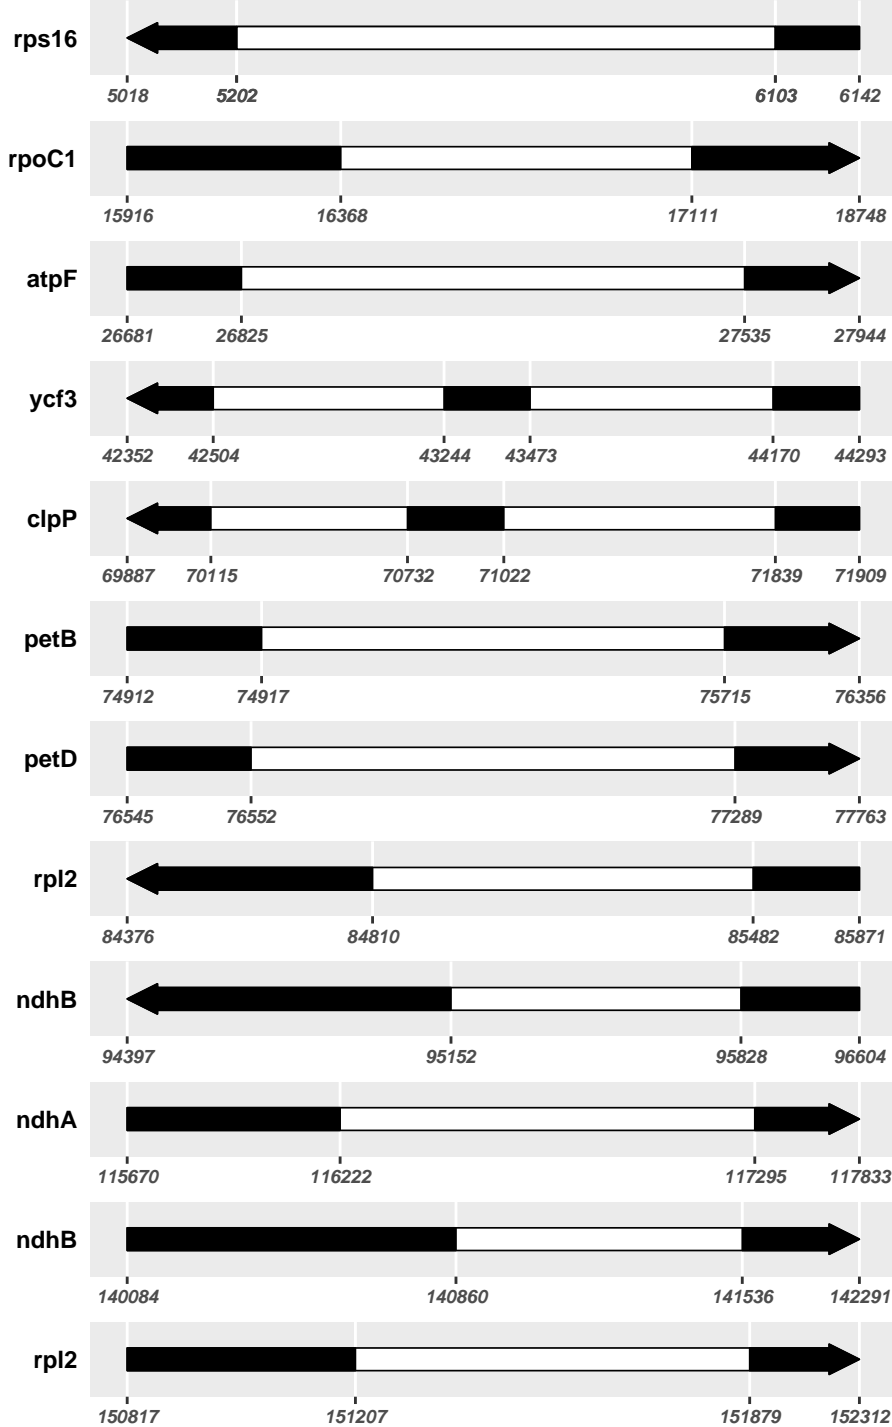 rps16
5018 5202 6103 6142
rpoC1
15916 16368 17111 18748
atpF
26681 26825 27535 27944
ycf3
42352 42504 43244 43473 44170 44293
clpP
69887 70115 70732 71022 71839 71909
petB
74912 74917 75715 76356
petD
76545 76552 77289 77763
rpl2
84376 84810 85482 85871
ndhB
94397 95152 95828 96604
ndhA
115670 116222 117295 117833
ndhB
140084 140860 141536 142291
rpl2
150817 151207 151879 152312